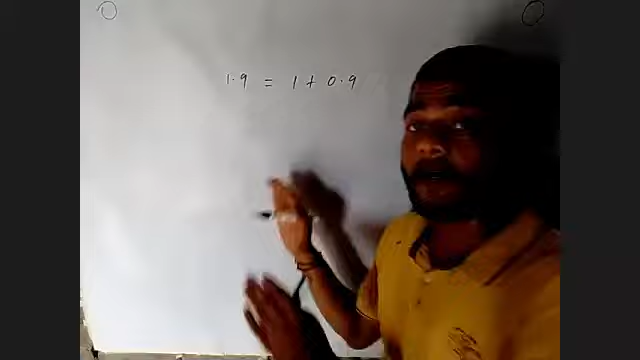 1.9 = 1 + 0.9